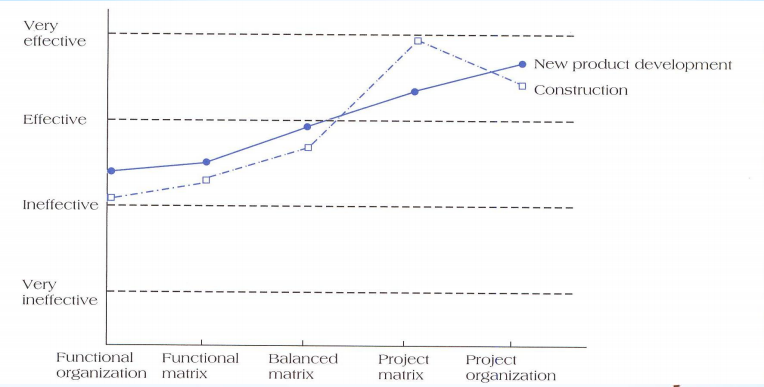 Very
effective
New product development
Construction
Effective
Ineffective
Very
ineffective
Functional
organization
Functional
matrix
Balanced
matrix
Project
matrix
Project
organization